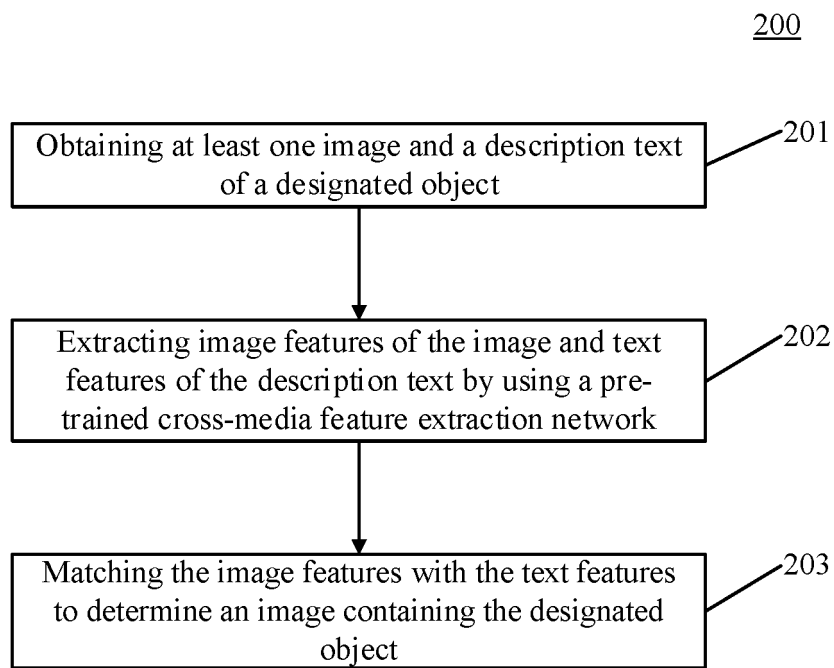 200
Obtaining at least one image and a description text
of a designated object
201
Extracting image features of the image and text
features of the description text by using a pre-
trained cross-media feature extraction network
202
Matching the image features with the text features
to determine an image containing the designated
object
203